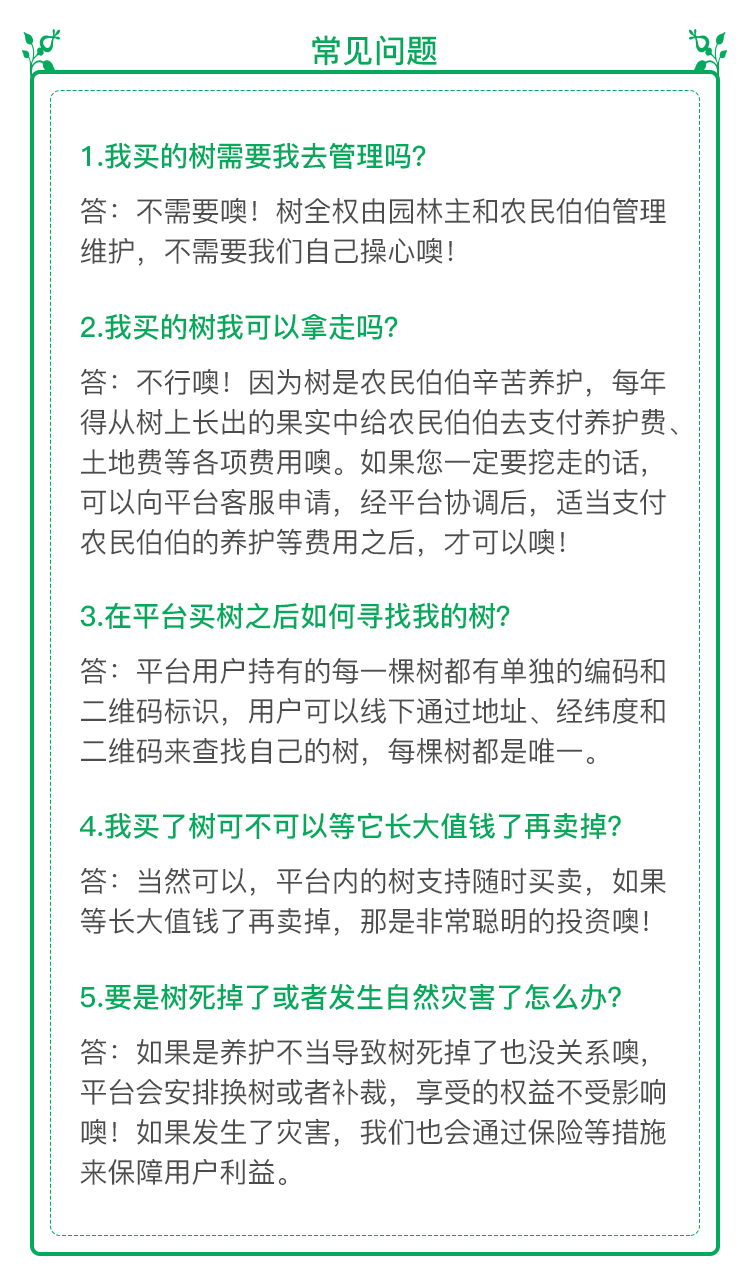 常见问题
1.我买的树需要我去管理吗?
答：不需要噢！树全权由园林主和农民伯伯管理
维护，不需要我们自己操心噢！
2.我买的树我可以拿走吗?
答：不行噢！因为树是农民伯伯辛苦养护，每年
得从树上长出的果实中给农民伯伯去支付养护费、
土地费等各项费用噢。如果您一定要挖走的话，
可以向平台客服申请，经平台协调后，适当支付
农民伯伯的养护等费用之后，才可以噢！
3.在平台买树之后如何寻找我的树?
答：平台用户持有的每一棵树都有单独的编码和
二维码标识，用户可以线下通过地址、经纬度和
二维码来查找自己的树，每棵树都是唯一。
4.我买了树可不可以等它长大值钱了再卖掉?
答：当然可以，平台内的树支持随时买卖，如果
等长大值钱了再卖掉，那是非常聪明的投资噢！
5.要是树死掉了或者发生自然灾害了怎么办?
答：如果是养护不当导致树死掉了也没关系噢，
平台会安排换树或者补裁，享受的权益不受影响
噢！如果发生了灾害，我们也会通过保险等措施
来保障用户利益。